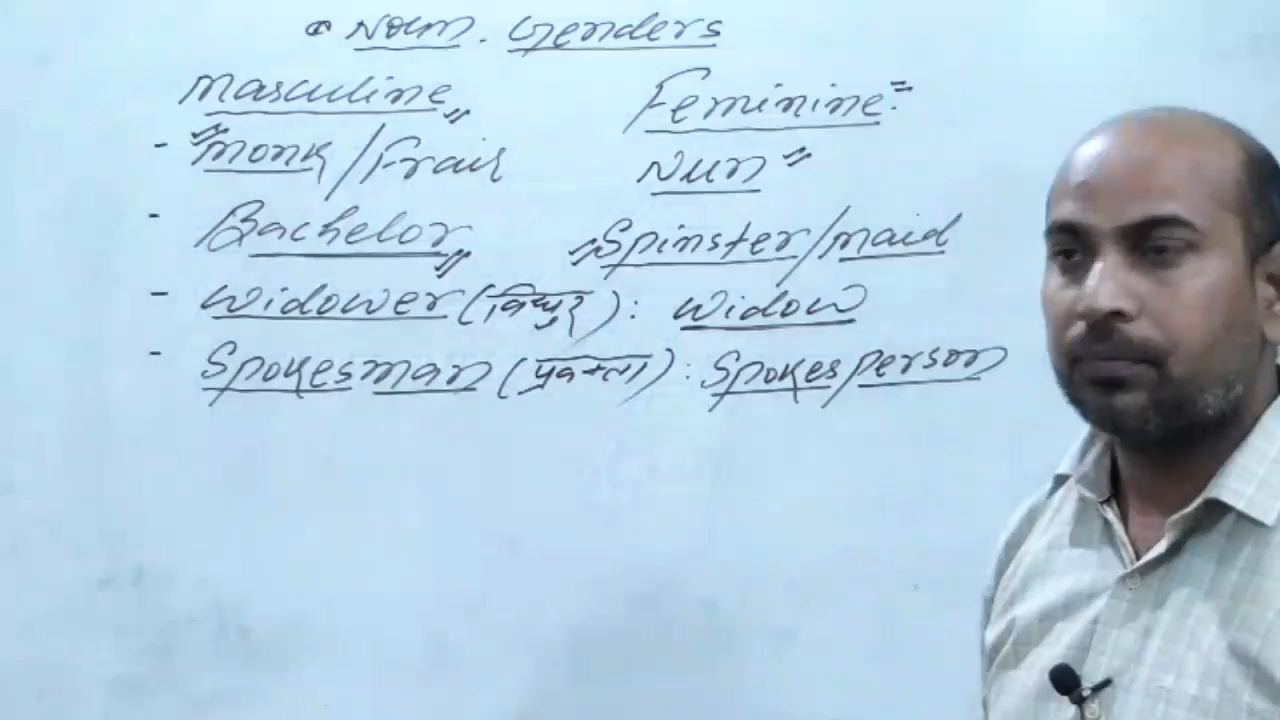 Noun. Genders
Masculine Feminine
- Monk/Frair Nun
- Bachelor Spinster/maid
- Widower (विधुर) : Widow
- Spokesman (प्रवक्ता) : Spokesperson